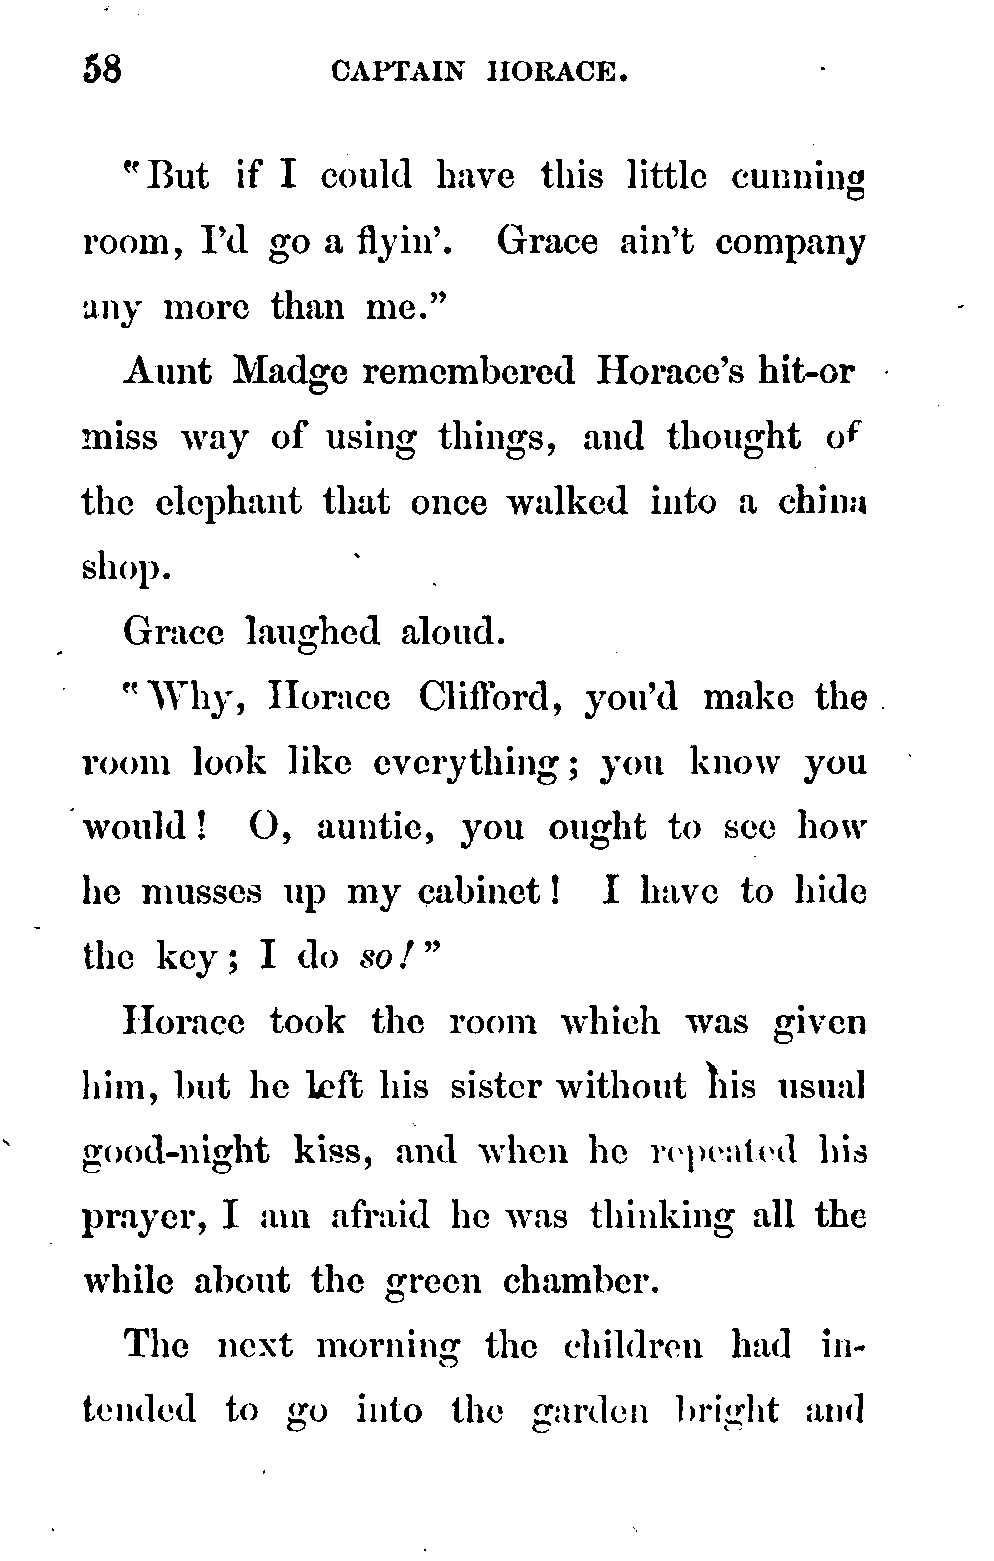 58 CAPTAIN HORACE.
"But if I could have this little cunning
room, I'd go a flyin'. Grace ain't company
any more than me."
Aunt Madge remembered Horace's hit-or
miss way of using things, and thought of
the elephant that once walked into a china
shop.
Grace laughed aloud.
"Why, Horace Clifford, you'd make the
room look like everything; you know you
would! O, auntie, you ought to see how
he musses up my cabinet! I have to hide
the key; I do so!"
Horace took the room which was given
him, but he left his sister without his usual
good-night kiss, and when he repeated his
prayer, I am afraid he was thinking all the
while about the green chamber.
The next morning the children had in-
tended to go into the garden bright and